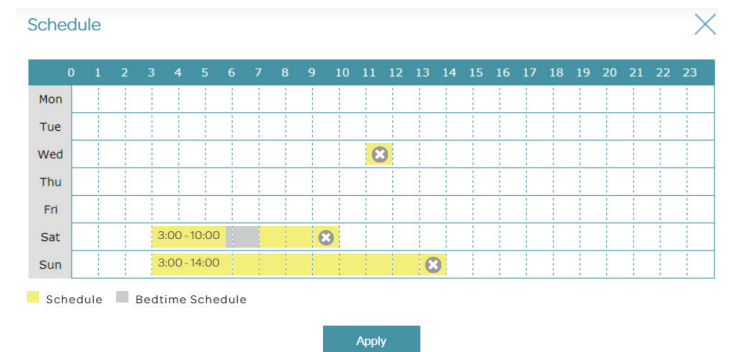 Schedule
0 1 2 3 4 5 6 7 8 9 10 11 12 13 14 15 16 17 18 19 20 21 22 23
Mon
Tue
Wed
Thu
Fri
Sat 3:00-10:00
Sun 3:00-14:00
Schedule Bedtime Schedule
Apply